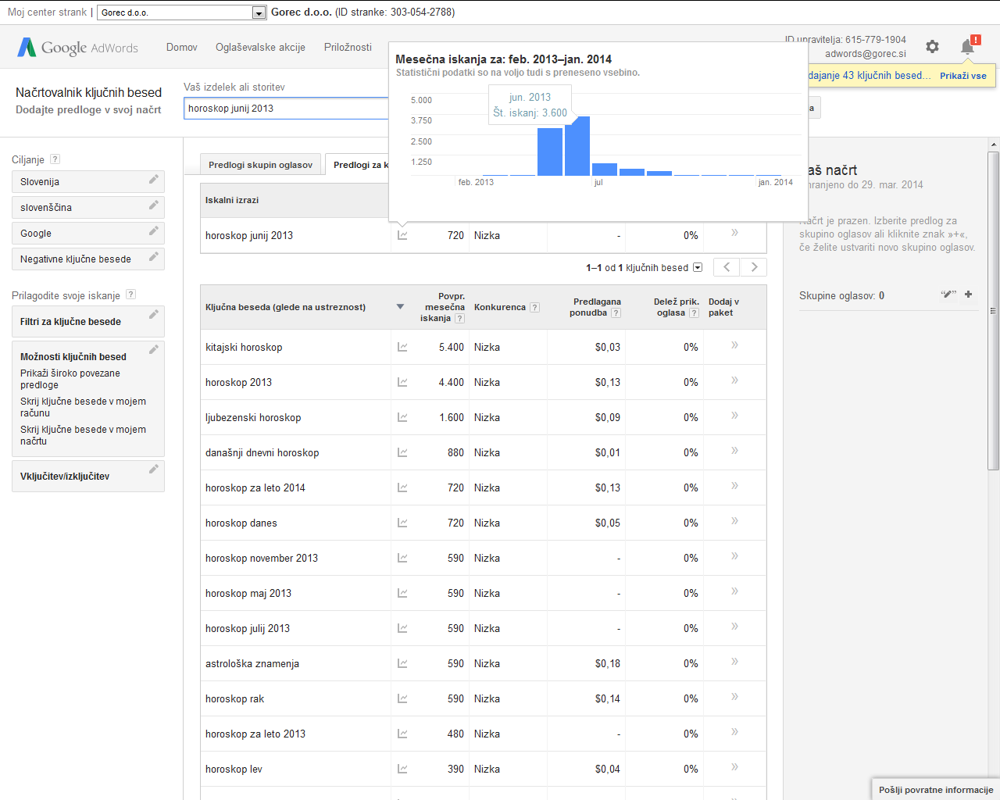 Moj center strank | Gorec d.o.o. Gorec d.o.o. (ID stranke: 303-054-2788)
Google AdWords
Domov Oglaševalske akcije Priložnosti
ID upravitelja: 615-779-1904
adwords@gorec.si
dajanje 43 ključnih besed... Prikaži vse
Načrtovalnik ključnih besed
Dodajte predloge v svoj načrt
Vaš izdelek ali storitev
horoskop junij 2013
Mesečna iskanja za: feb. 2013–jan. 2014
Statistični podatki so na voljo tudi s preneseno vsebino.
jun. 2013
Št. iskanj: 3.600
5.000
3.750
2.500
1.250
feb. 2013 jul jan. 2014
Ciljanje ?
Slovenija
slovenščina
Google
Negativne ključne besede
Prilagodite svoje iskanje ?
Filtri za ključne besede
Možnosti ključnih besed
Prikaži široko povezane
predloge
Skrij ključne besede v mojem
računu
Skrij ključne besede v mojem
načrtu
Vključitev/izključitev
Predlogi skupin oglasov Predlogi za k
Iskalni izrazi
horoskop junij 2013 720 Nizka - 0% »
1–1 od 1 ključnih besed
Ključna beseda (glede na ustreznost) Povpr. mesečna iskanja ? Konkurenca ? Predlagana ponudba ? Delež prik. oglasa ? Dodaj v paket
kitajski horoskop 5.400 Nizka $0,03 0% »
horoskop 2013 4.400 Nizka $0,13 0% »
ljubezenski horoskop 1.600 Nizka $0,09 0% »
današnji dnevni horoskop 880 Nizka $0,01 0% »
horoskop za leto 2014 720 Nizka $0,13 0% »
horoskop danes 720 Nizka $0,05 0% »
horoskop november 2013 590 Nizka - 0% »
horoskop maj 2013 590 Nizka - 0% »
horoskop julij 2013 590 Nizka - 0% »
astrološka znamenja 590 Nizka $0,18 0% »
horoskop rak 590 Nizka $0,14 0% »
horoskop za leto 2013 480 Nizka - 0% »
horoskop lev 390 Nizka $0,04 0% »
aš načrt
hranjeno do 29. mar. 2014
Načrt je prazen. Izberite predlog za
skupino oglasov ali kliknite znak »+«,
če želite ustvariti novo skupino oglasov.
Skupine oglasov: 0
Pošlji povratne informacije